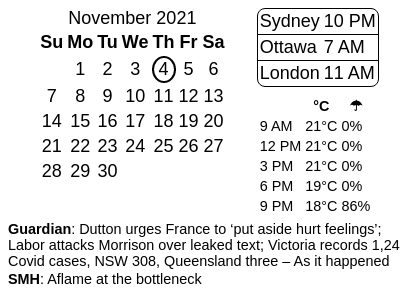 November 2021
Su Mo Tu We Th Fr Sa
1 2 3 4 5 6
7 8 9 10 11 12 13
14 15 16 17 18 19 20
21 22 23 24 25 26 27
28 29 30
Sydney 10 PM
Ottawa 7 AM
London 11 AM
°C ☂
9 AM 21°C 0%
12 PM 21°C 0%
3 PM 21°C 0%
6 PM 19°C 0%
9 PM 18°C 86%
Guardian: Dutton urges France to ‘put aside hurt feelings’;
Labor attacks Morrison over leaked text; Victoria records 1,24
Covid cases, NSW 308, Queensland three – As it happened
SMH: Aflame at the bottleneck